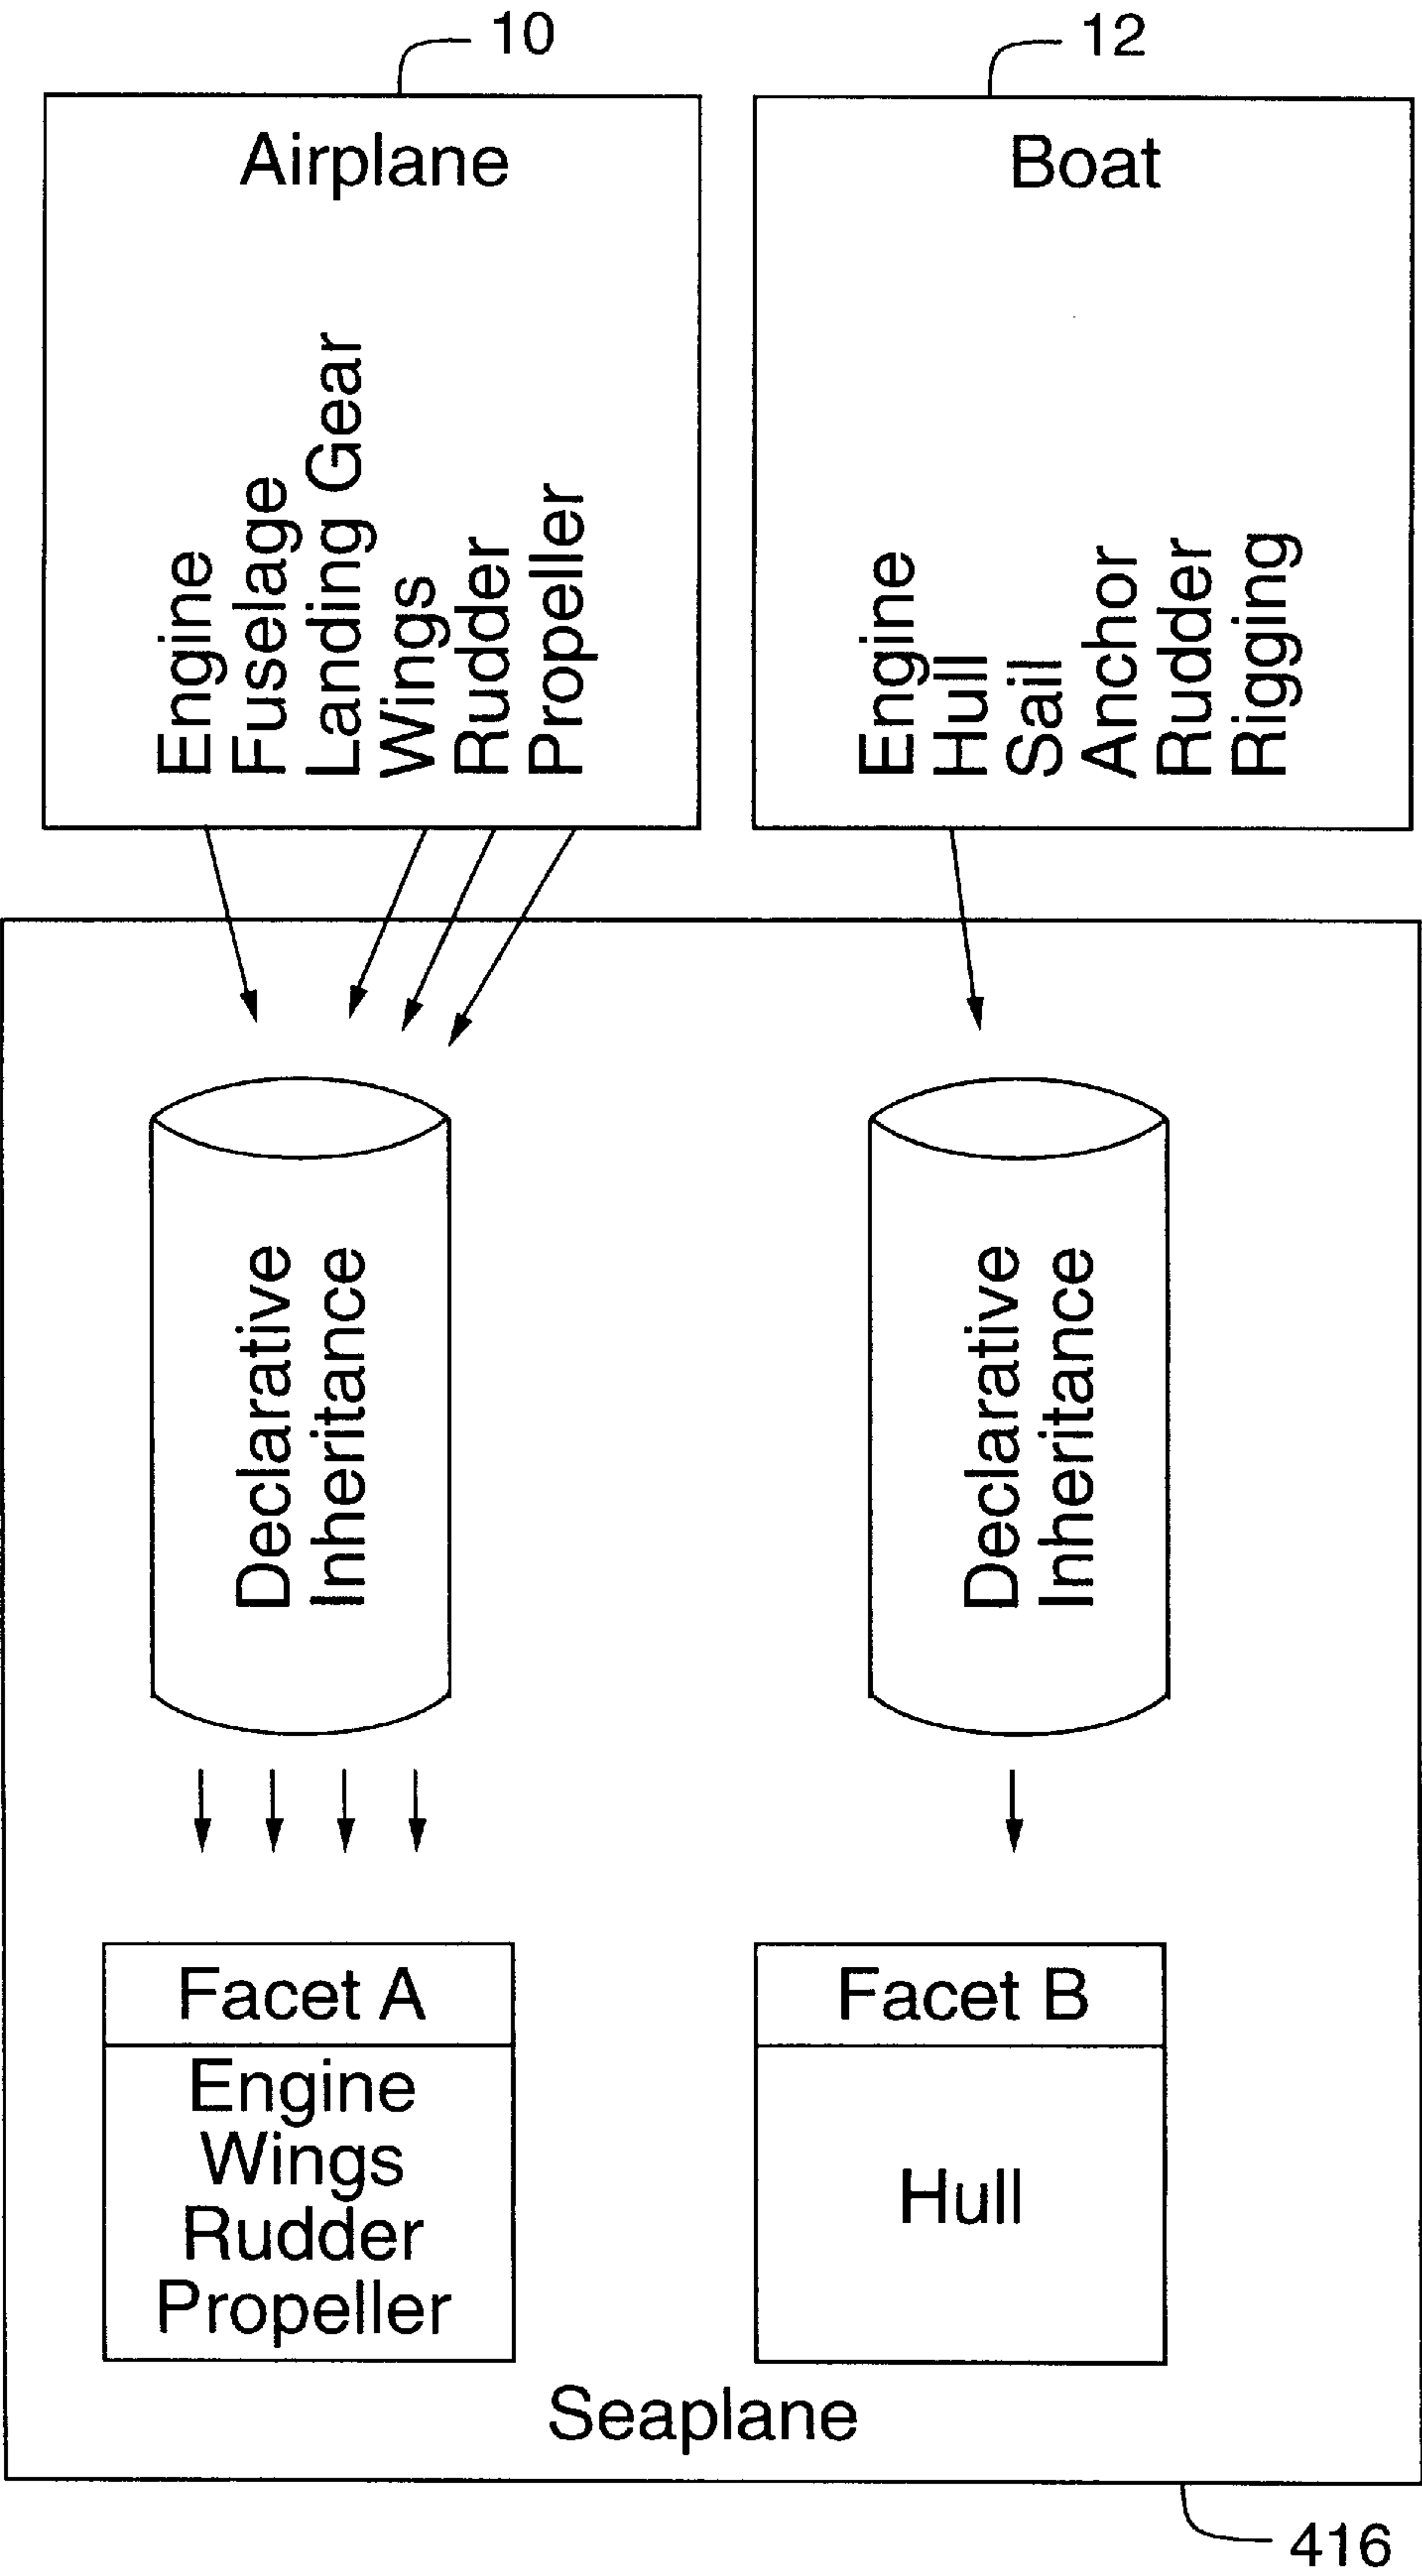 10
12
Airplane
Engine
Fuselage
Landing Gear
Wings
Rudder
Propeller
Boat
Engine
Hull
Sail
Anchor
Rudder
Rigging
Declarative
Inheritance
Declarative
Inheritance
Facet A
Engine
Wings
Rudder
Propeller
Facet B
Hull
Seaplane
416